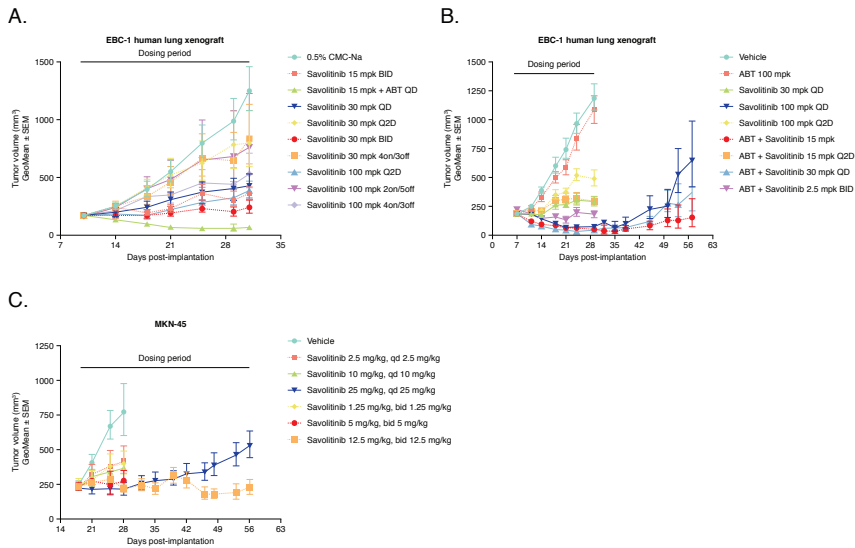 A.
EBC-1 human lung xenograft
Dosing period
1500
1250
1000
750
500
250
0
7
14
21
28
35
Tumor volume (mm³)
GeoMean ± SEM
Days post-implantation
0.5% CMC-Na
Savolitinib 15 mpk BID
Savolitinib 15 mpk + ABT QD
Savolitinib 30 mpk QD
Savolitinib 30 mpk Q2D
Savolitinib 30 mpk BID
Savolitinib 30 mpk 4on/3off
Savolitinib 100 mpk Q2D
Savolitinib 100 mpk 2on/5off
Savolitinib 100 mpk 4on/3off
B.
EBC-1 human lung xenograft
Dosing period
1500
1250
1000
750
500
250
0
0
7
14
21
28
35
42
49
56
63
Tumor volume (mm³)
GeoMean ± SEM
Days post-implantation
Vehicle
ABT 100 mpk
Savolitinib 30 mpk QD
Savolitinib 100 mpk QD
Savolitinib 100 mpk Q2D
ABT + Savolitinib 15 mpk
ABT + Savolitinib 15 mpk Q2D
ABT + Savolitinib 30 mpk QD
ABT + Savolitinib 2.5 mpk BID
C.
MKN-45
Dosing period
1250
1000
750
500
250
0
14
21
28
35
42
49
56
63
Tumor volume (mm³)
GeoMean ± SEM
Days post-implantation
Vehicle
Savolitinib 2.5 mg/kg, qd 2.5 mg/kg
Savolitinib 10 mg/kg, qd 10 mg/kg
Savolitinib 25 mg/kg, qd 25 mg/kg
Savolitinib 1.25 mg/kg, bid 1.25 mg/kg
Savolitinib 5 mg/kg, bid 5 mg/kg
Savolitinib 12.5 mg/kg, bid 12.5 mg/kg